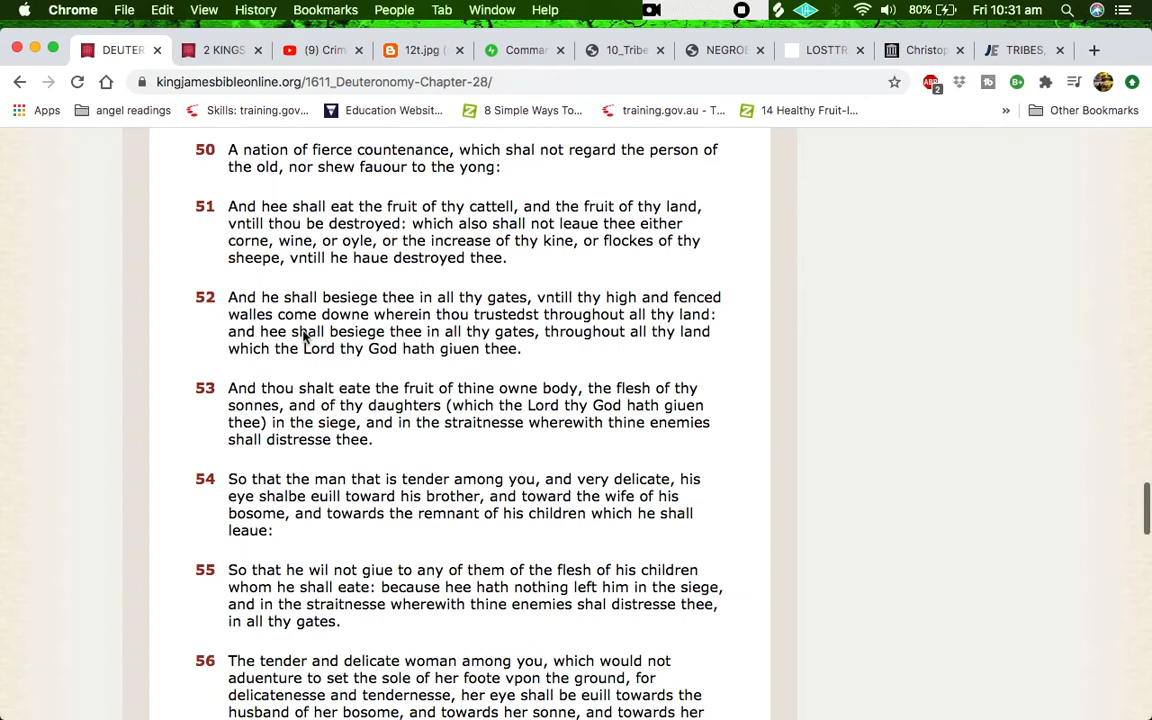 Chrome File Edit View History Bookmarks People Tab Window Help 80% Fri 10:31 am
DEUTER 2 KINGS (9) Crim 12t.jpg ( Comma 10_Tribe NEGROE LOSTTR Christop TRIBES,
kingjamesbibleonline.org/1611_Deuteronomy-Chapter-28/
Apps angel readings Skills: training.gov... Education Websit... 8 Simple Ways To... training.gov.au - T... 14 Healthy Fruit-I... » Other Bookmarks
50 A nation of fierce countenance, which shal not regard the person of
the old, nor shew fauour to the yong:
51 And hee shall eat the fruit of thy cattell, and the fruit of thy land,
vntill thou be destroyed: which also shall not leaue thee either
corne, wine, or oyle, or the increase of thy kine, or flockes of thy
sheepe, vntill he haue destroyed thee.
52 And he shall besiege thee in all thy gates, vntill thy high and fenced
walles come downe wherein thou trustedst throughout all thy land:
and hee shall besiege thee in all thy gates, throughout all thy land
which the Lord thy God hath giuen thee.
53 And thou shalt eate the fruit of thine owne body, the flesh of thy
sonnes, and of thy daughters (which the Lord thy God hath giuen
thee) in the siege, and in the straitnesse wherewith thine enemies
shall distresse thee.
54 So that the man that is tender among you, and very delicate, his
eye shalbe euill toward his brother, and toward the wife of his
bosome, and towards the remnant of his children which he shall
leaue:
55 So that he wil not giue to any of them of the flesh of his children
whom he shall eate: because hee hath nothing left him in the siege,
and in the straitnesse wherewith thine enemies shal distresse thee,
in all thy gates.
56 The tender and delicate woman among you, which would not
aduenture to set the sole of her foote vpon the ground, for
delicatenesse and tendernesse, her eye shall be euill towards the
husband of her bosome, and towards her sonne, and towards her